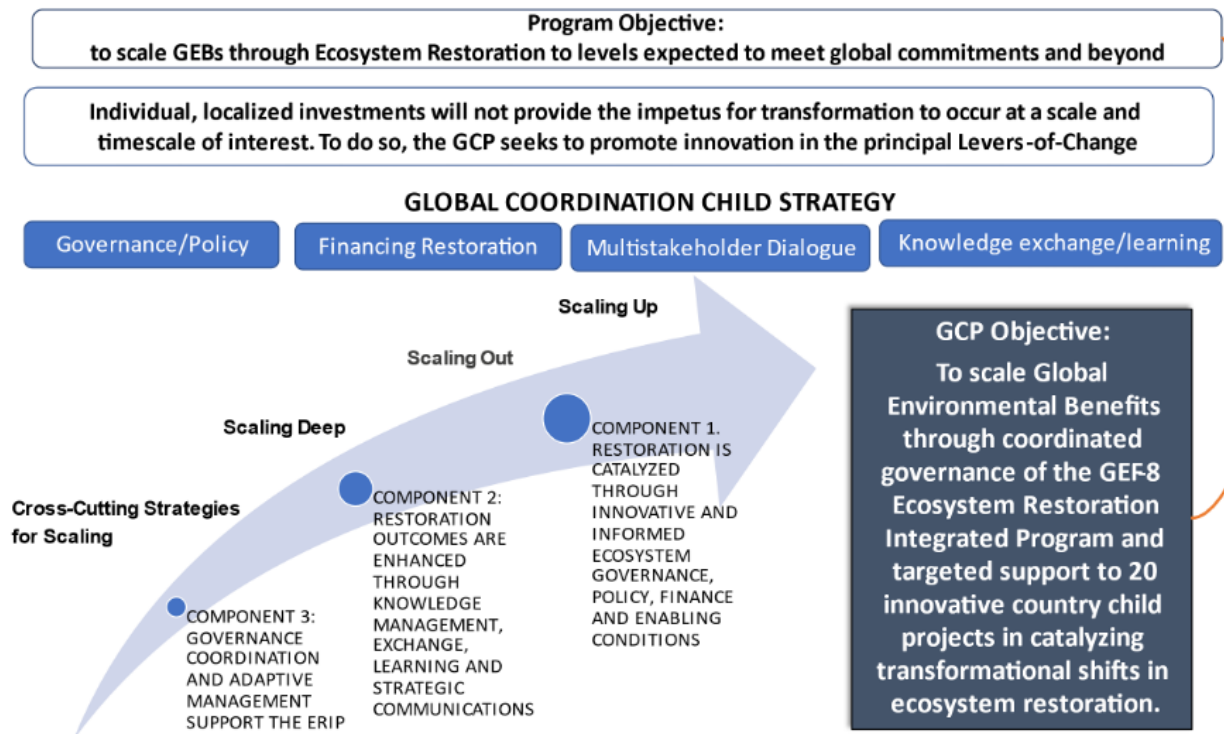 Program Objective:
to scale GEBs through Ecosystem Restoration to levels expected to meet global commitments and beyond
Individual, localized investments will not provide the impetus for transformation to occur at a scale and
timescale of interest. To do so, the GCP seeks to promote innovation in the principal Levers-of-Change
GLOBAL COORDINATION CHILD STRATEGY
Governance/Policy
Financing Restoration
Multistakeholder Dialogue
Knowledge exchange/learning
Scaling Up
Scaling Out
Scaling Deep
Cross-Cutting Strategies
for Scaling
COMPONENT 3:
GOVERNANCE
COORDINATION
AND ADAPTIVE
MANAGEMENT
SUPPORT THE ERIP
COMPONENT 2:
RESTORATION
OUTCOMES ARE
ENHANCED
THROUGH
KNOWLEDGE
MANAGEMENT,
EXCHANGE,
LEARNING AND
STRATEGIC
COMMUNICATIONS
COMPONENT 1.
RESTORATION IS
CATALYZED
THROUGH
INNOVATIVE AND
INFORMED
ECOSYSTEM
GOVERNANCE,
POLICY, FINANCE
AND ENABLING
CONDITIONS
GCP Objective:
To scale Global
Environmental Benefits
through coordinated
governance of the GEF-8
Ecosystem Restoration
Integrated Program and
targeted support to 20
innovative country child
projects in catalyzing
transformational shifts in
ecosystem restoration.